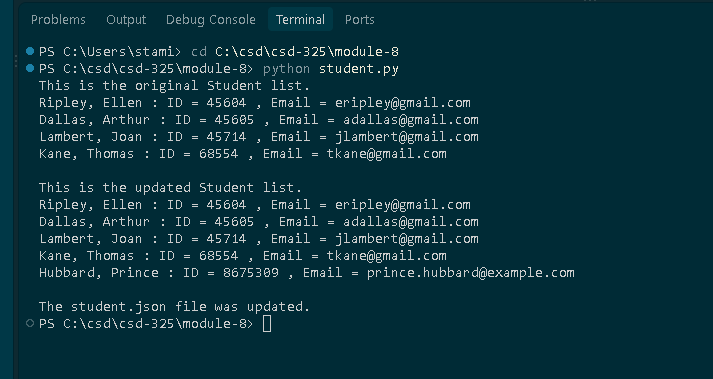 Problems Output Debug Console Terminal Ports
PS C:\Users\stami> cd C:\csd\csd-325\module-8
PS C:\csd\csd-325\module-8> python student.py
This is the original Student list.
Ripley, Ellen : ID = 45604 , Email = eripley@gmail.com
Dallas, Arthur : ID = 45605 , Email = adallas@gmail.com
Lambert, Joan : ID = 45714 , Email = jlambert@gmail.com
Kane, Thomas : ID = 68554 , Email = tkane@gmail.com
This is the updated Student list.
Ripley, Ellen : ID = 45604 , Email = eripley@gmail.com
Dallas, Arthur : ID = 45605 , Email = adallas@gmail.com
Lambert, Joan : ID = 45714 , Email = jlambert@gmail.com
Kane, Thomas : ID = 68554 , Email = tkane@gmail.com
Hubbard, Prince : ID = 8675309 , Email = prince.hubbard@example.com
The student.json file was updated.
PS C:\csd\csd-325\module-8>